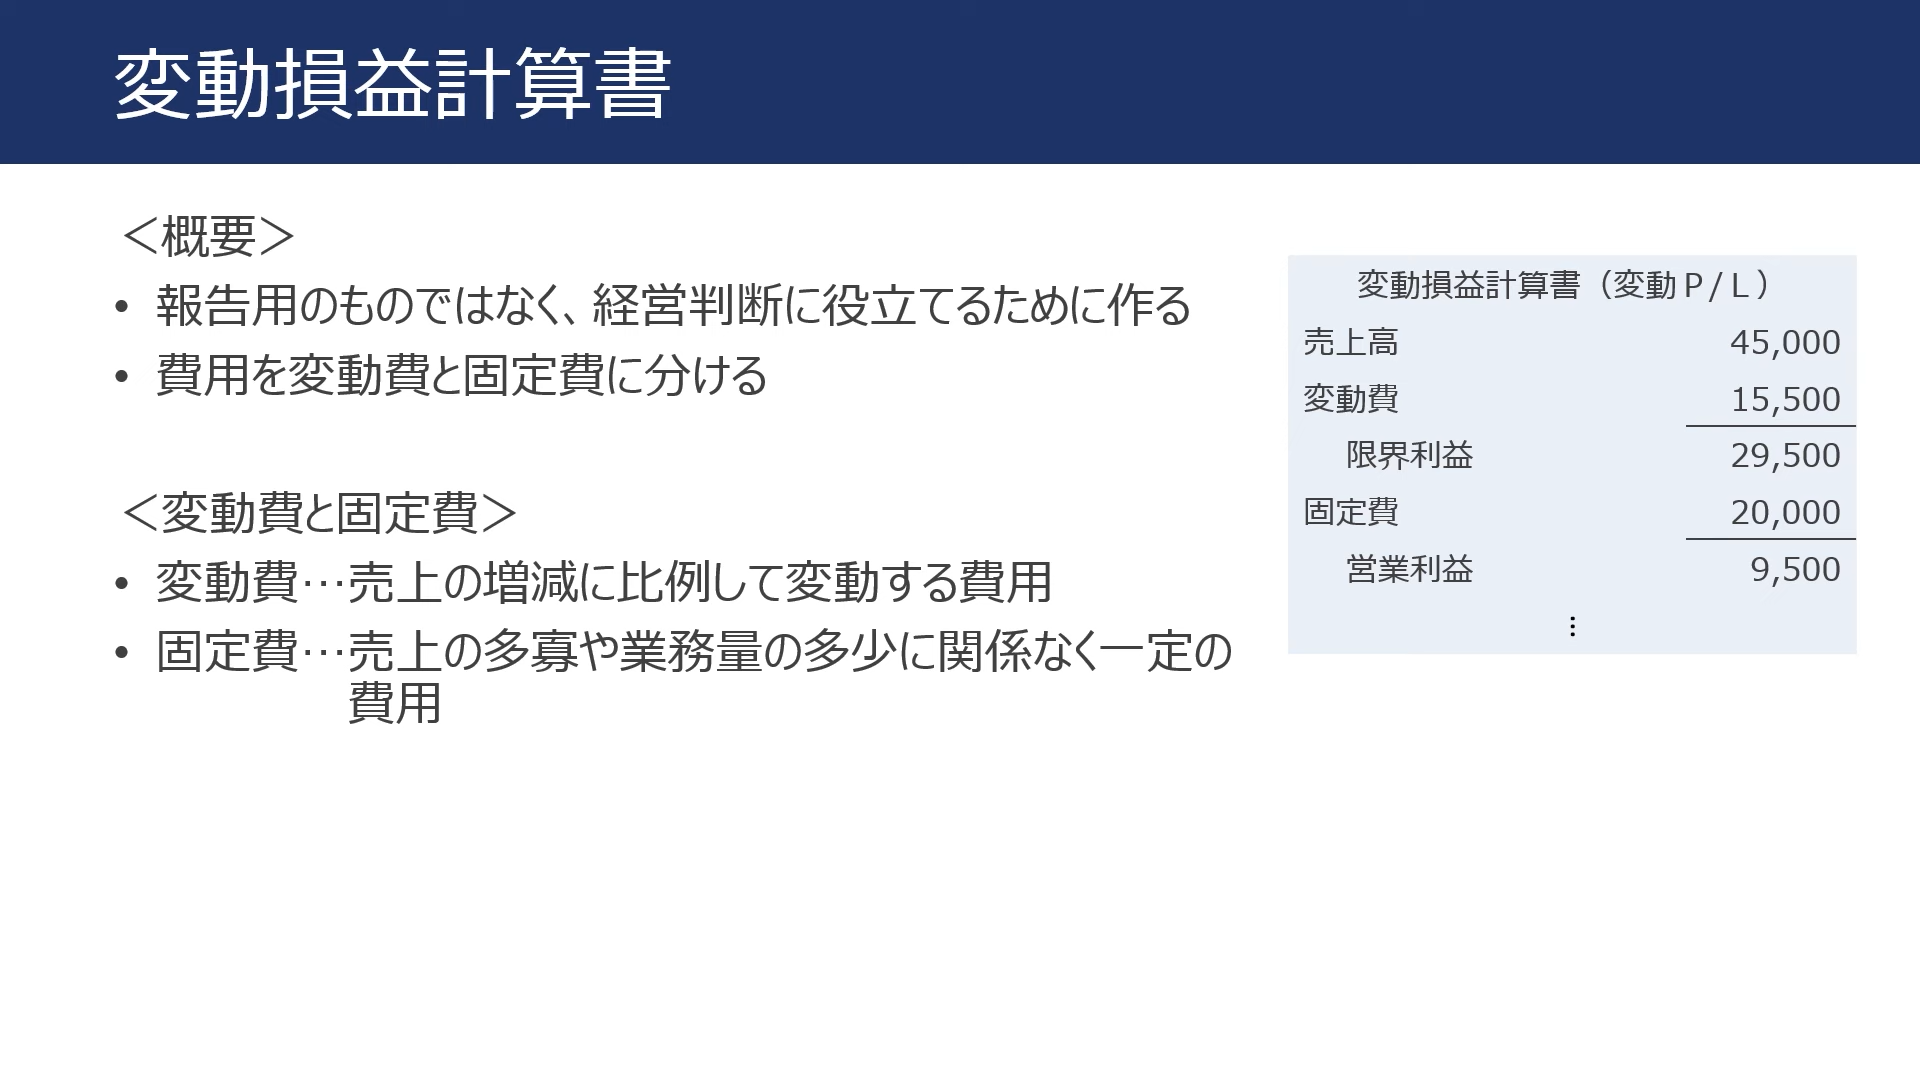 変動損益計算書
＜概要＞
• 報告用のものではなく、経営判断に役立てるために作る
• 費用を変動費と固定費に分ける
＜変動費と固定費＞
• 変動費…売上の増減に比例して変動する費用
• 固定費…売上の多寡や業務量の多少に関係なく一定の
費用
変動損益計算書（変動Ｐ/Ｌ）
売上高 45,000
変動費 15,500
限界利益 29,500
固定費 20,000
営業利益 9,500
⋮